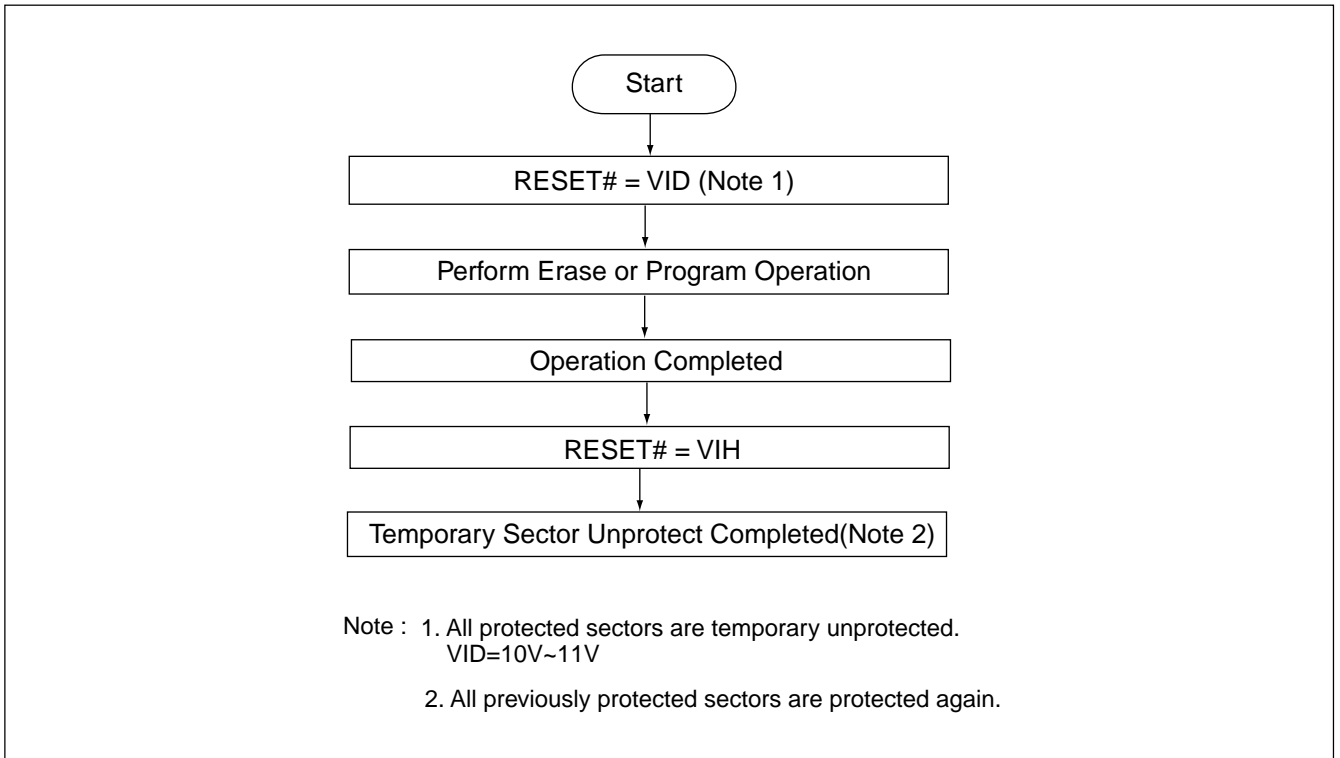 Start
RESET# = VID (Note 1)
Perform Erase or Program Operation
Operation Completed
RESET# = VIH
Temporary Sector Unprotect Completed(Note 2)
Note : 1. All protected sectors are temporary unprotected.
VID=10V~11V
2. All previously protected sectors are protected again.